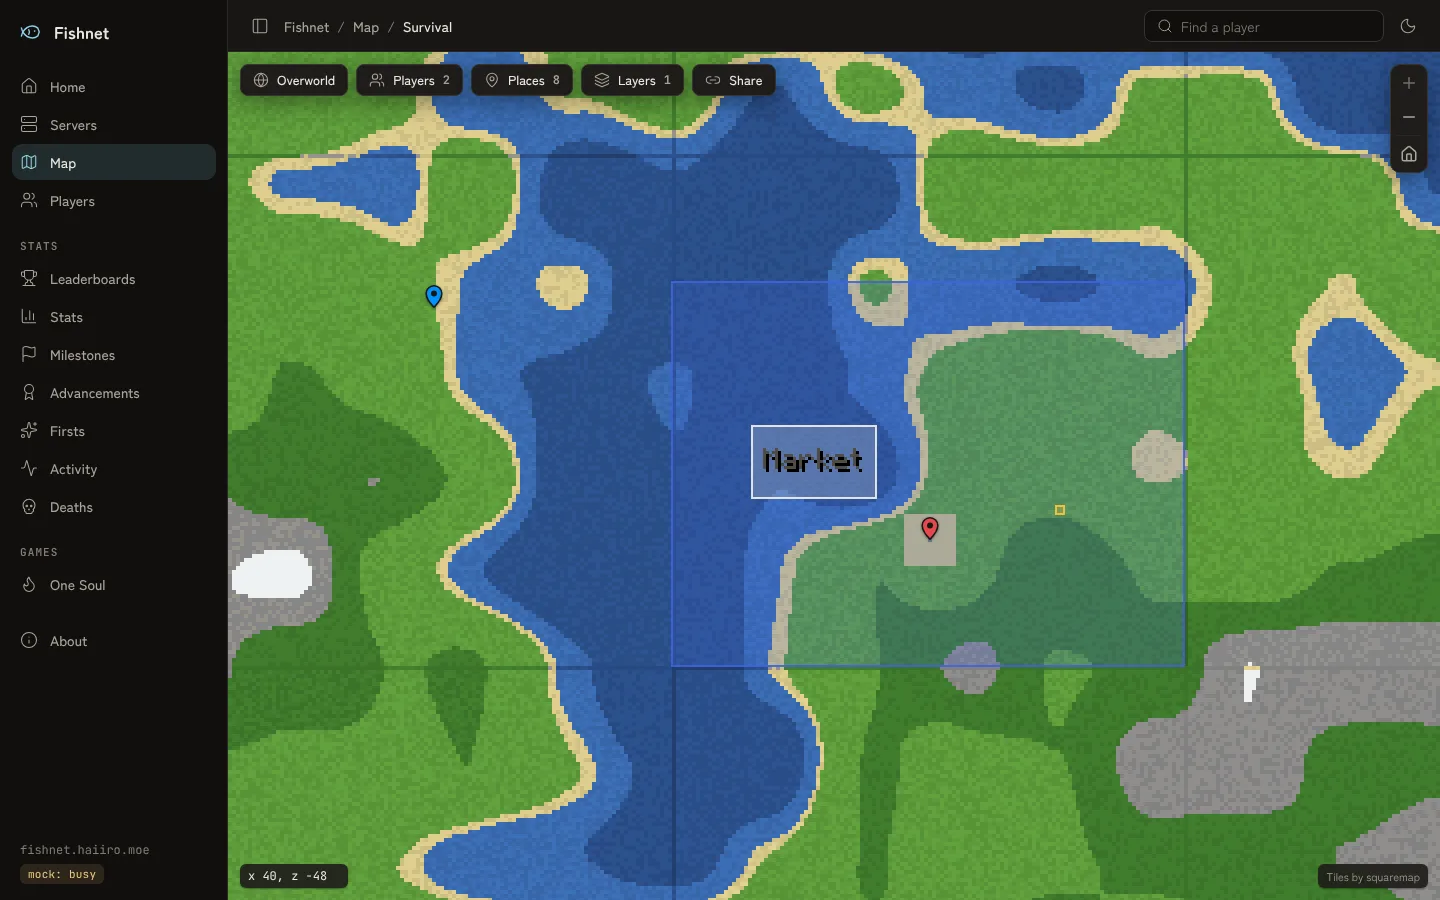 Fishnet
Home
Servers
Map
Players
STATS
Leaderboards
Stats
Milestones
Advancements
Firsts
Activity
Deaths
GAMES
One Soul
About
fishnet.haiiro.moe
mock: busy
Fishnet / Map / Survival
Find a player
Overworld
Players 2
Places 8
Layers 1
Share
Market
x 40, z -48
Tiles by squaremap